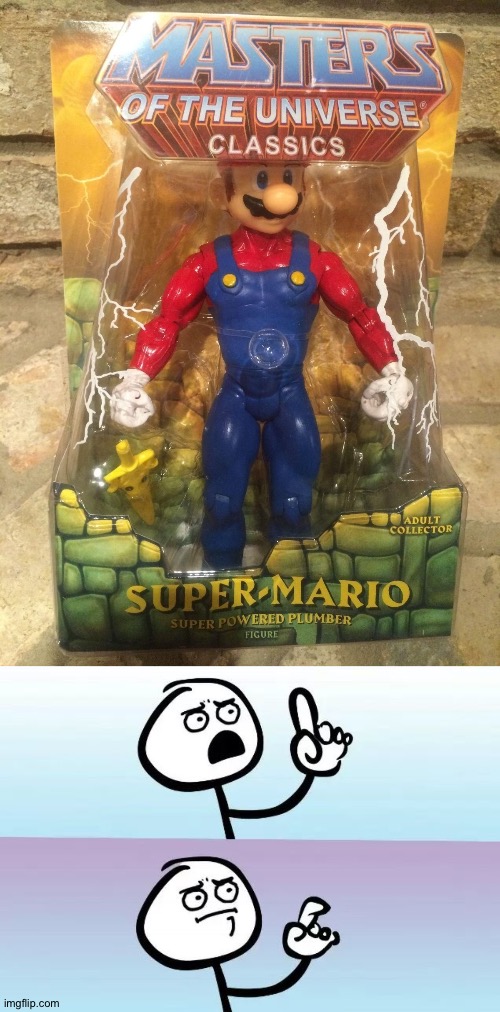 MASTERS
OF THE UNIVERSE®
CLASSICS
ADULT
COLLECTOR
SUPER-MARIO
SUPER POWERED PLUMBER
FIGURE
imgflip.com